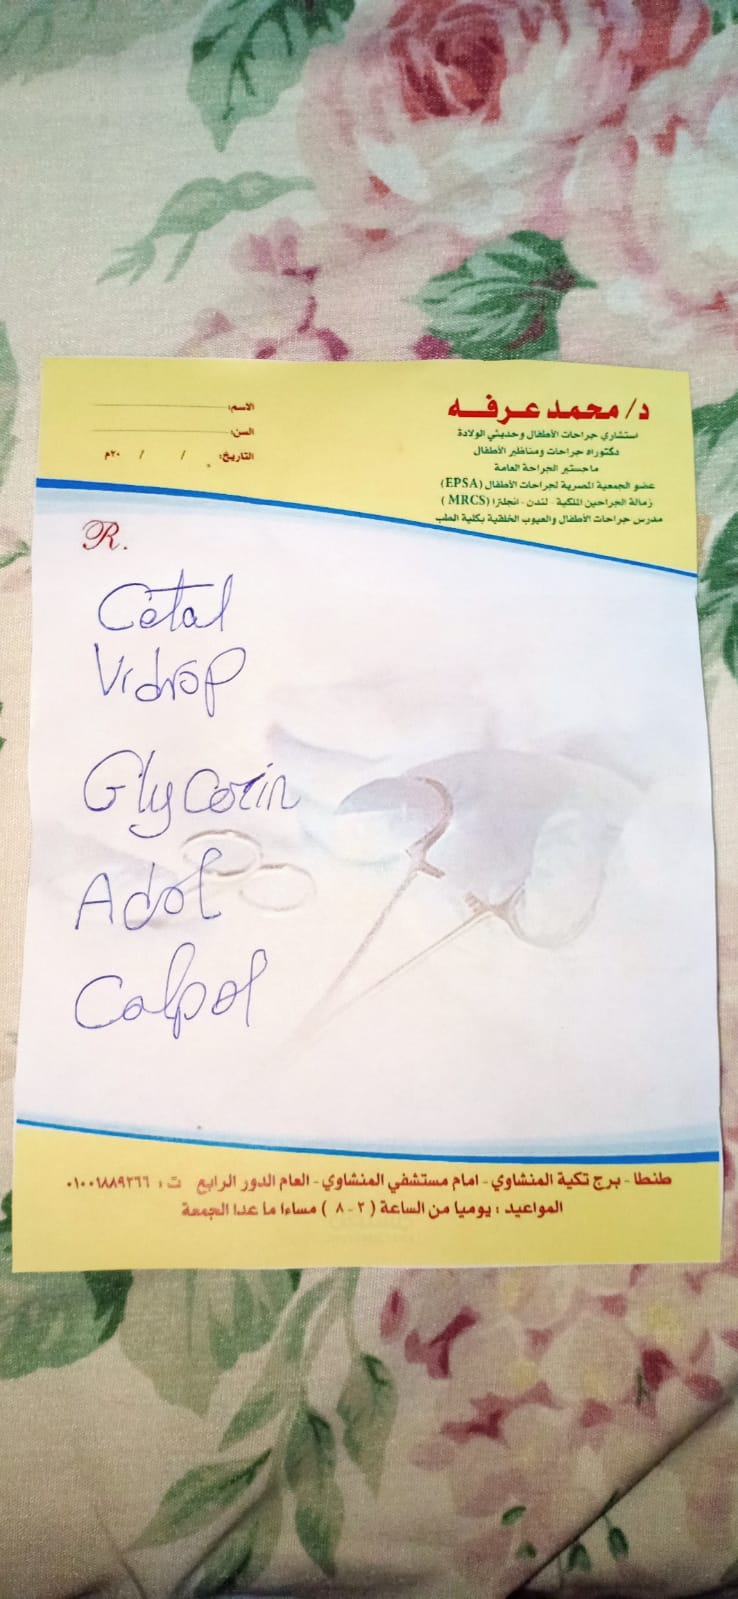 د/ محمد عرفه
استشاري جراحات الأطفال وحديثي الولادة
دكتوراه جراحات ومناظير الأطفال
ماجستير الجراحة العامة
عضو الجمعية المصرية لجراحات الأطفال (EPSA)
زمالة الجراحين الملكية - لندن - انجلترا (MRCS)
مدرس جراحات الأطفال والعيوب الخلقية بكلية الطب
الاسم:
السن:
التاريخ: / / ٢٠م
R.
Cetal
Vidrop
Glycerin
Adol
Calpol
طنطا - برج تكية المنشاوي - امام مستشفي المنشاوي - العام الدور الرابع ت: ٠١٠٠٦٨٨٩٢٦٦
المواعيد : يوميا من الساعة ( ٢ - ٨ ) مساءا ما عدا الجمعة